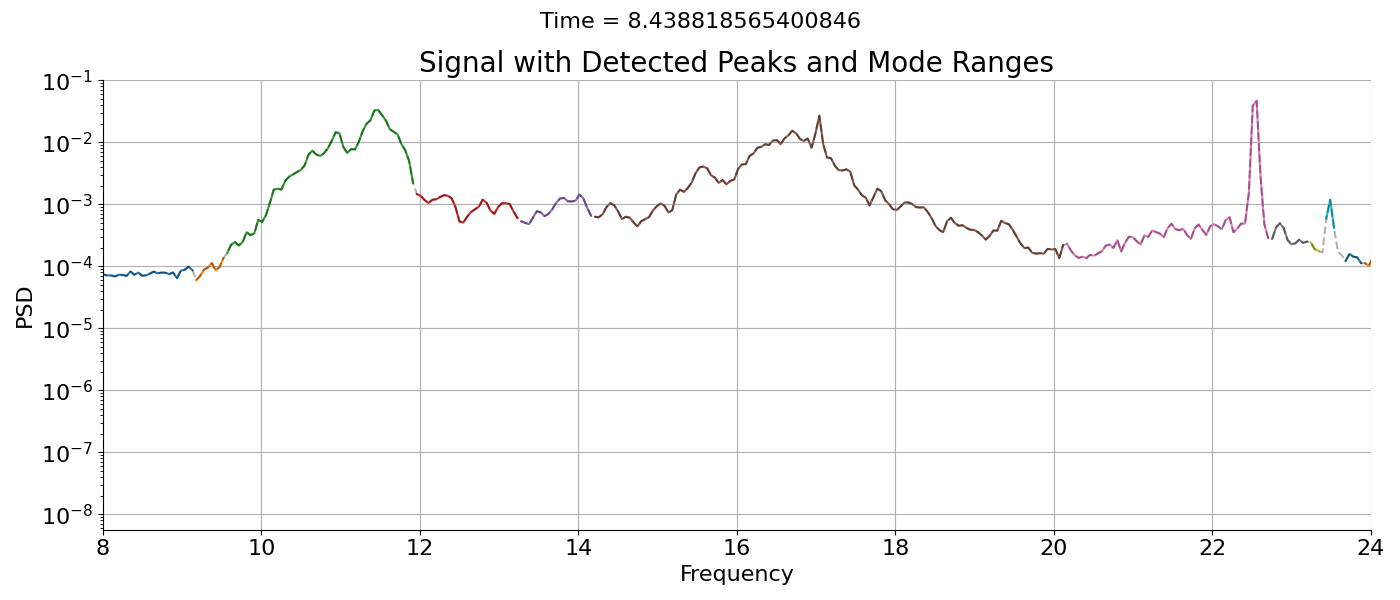 Time = 8.438818565400846
Signal with Detected Peaks and Mode Ranges
PSD
10⁻¹
10⁻²
10⁻³
10⁻⁴
10⁻⁵
10⁻⁶
10⁻⁷
10⁻⁸
8 10 12 14 16 18 20 22 24
Frequency